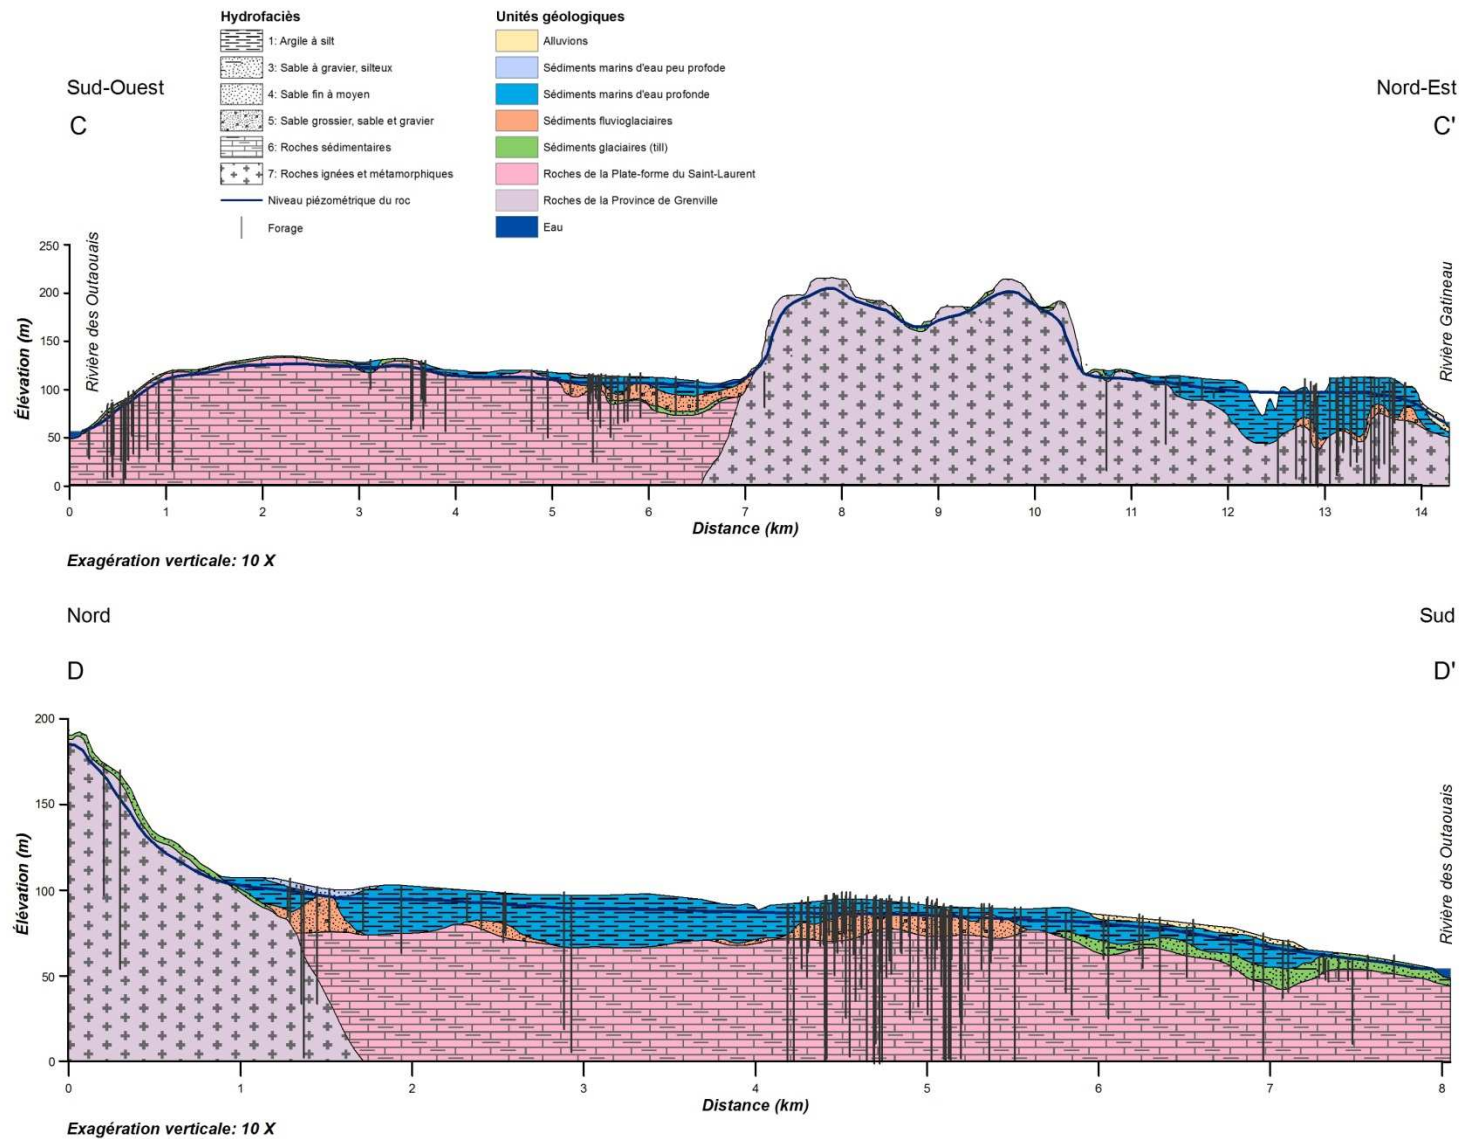 Hydrofaciès
1: Argile à silt
3: Sable à gravier, silteux
4: Sable fin à moyen
5: Sable grossier, sable et gravier
6: Roches sédimentaires
7: Roches ignées et métamorphiques
Niveau piézométrique du roc
Forage
Unités géologiques
Alluvions
Sédiments marins d'eau peu profode
Sédiments marins d'eau profonde
Sédiments fluvioglaciaires
Sédiments glaciaires (till)
Roches de la Plate-forme du Saint-Laurent
Roches de la Province de Grenville
Eau
Sud-Ouest
C
Nord-Est
C'
Élévation (m)
250
200
150
100
50
0
Rivière des Outaouais
Rivière Gatineau
0 1 2 3 4 5 6 7 8 9 10 11 12 13 14
Distance (km)
Exagération verticale: 10 X
Nord
D
Sud
D'
Élévation (m)
200
150
100
50
0
Rivière des Outaouais
0 1 2 3 4 5 6 7 8
Distance (km)
Exagération verticale: 10 X